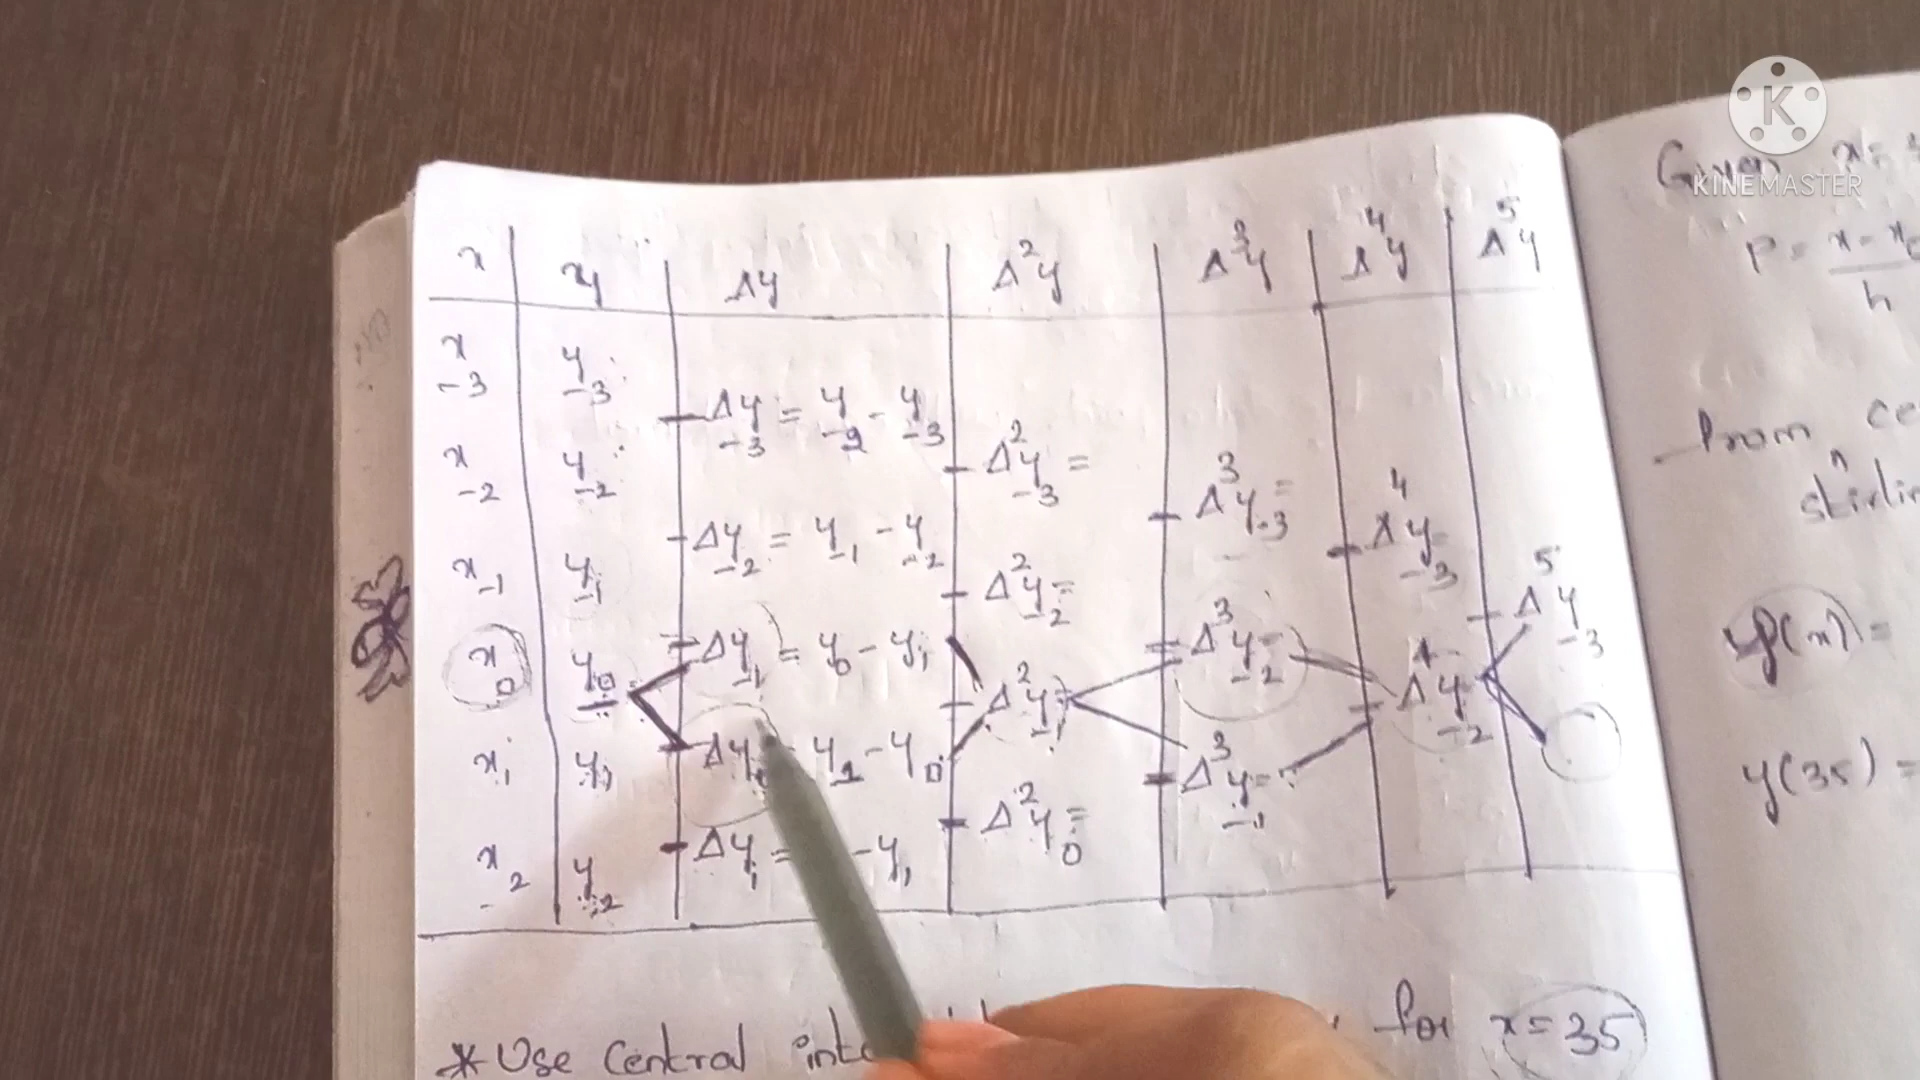 x y Δy Δ²y Δ³y Δ⁴y Δ⁵y
x₋₃ y₋₃
Δy₋₃ = y₋₂ - y₋₃
x₋₂ y₋₂ Δ²y₋₃ =
Δy₋₂ = y₋₁ - y₋₂ Δ³y₋₃ =
x₋₁ y₋₁ Δ²y₋₂ = Δ⁴y₋₃ =
Δy₋₁ = y₀ - y₋₁ Δ³y₋₂ = Δ⁵y₋₃
x₀ y₀ Δ²y₋₁ Δ⁴y₋₂
Δy₀ = y₁ - y₀ Δ³y₋₁ =
x₁ y₁ Δ²y₀ =
Δy₁ = - y₁
x₂ y₂
* Use Central for x = 35
Given x =
P = x - x₀
h
From
y(x) =
y(35) =
K
KINEMASTER